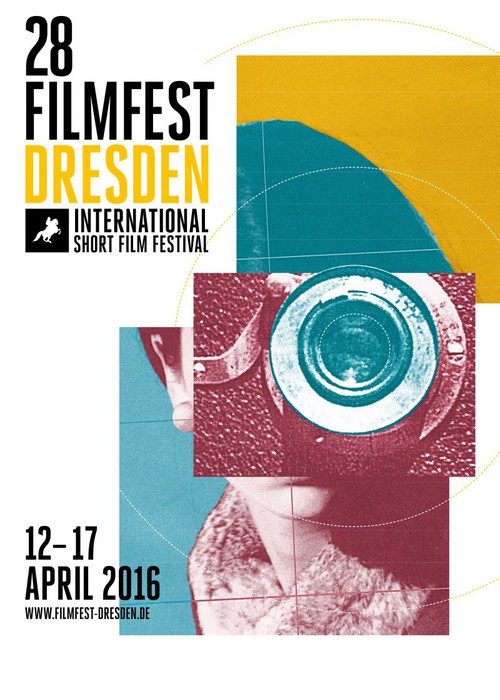 28
FILMFEST
DRESDEN
INTERNATIONAL
SHORT FILM FESTIVAL
12–17
APRIL 2016
WWW.FILMFEST-DRESDEN.DE